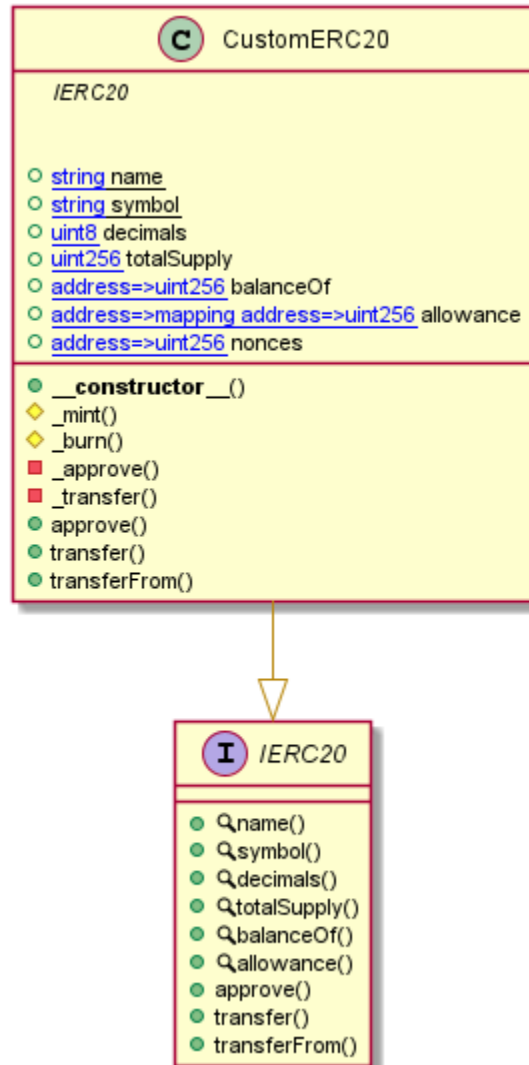 C CustomERC20
IERC20
string name
string symbol
uint8 decimals
uint256 totalSupply
address=>uint256 balanceOf
address=>mapping address=>uint256 allowance
address=>uint256 nonces
__constructor__()
_mint()
_burn()
_approve()
_transfer()
approve()
transfer()
transferFrom()
I IERC20
name()
symbol()
decimals()
totalSupply()
balanceOf()
allowance()
approve()
transfer()
transferFrom()